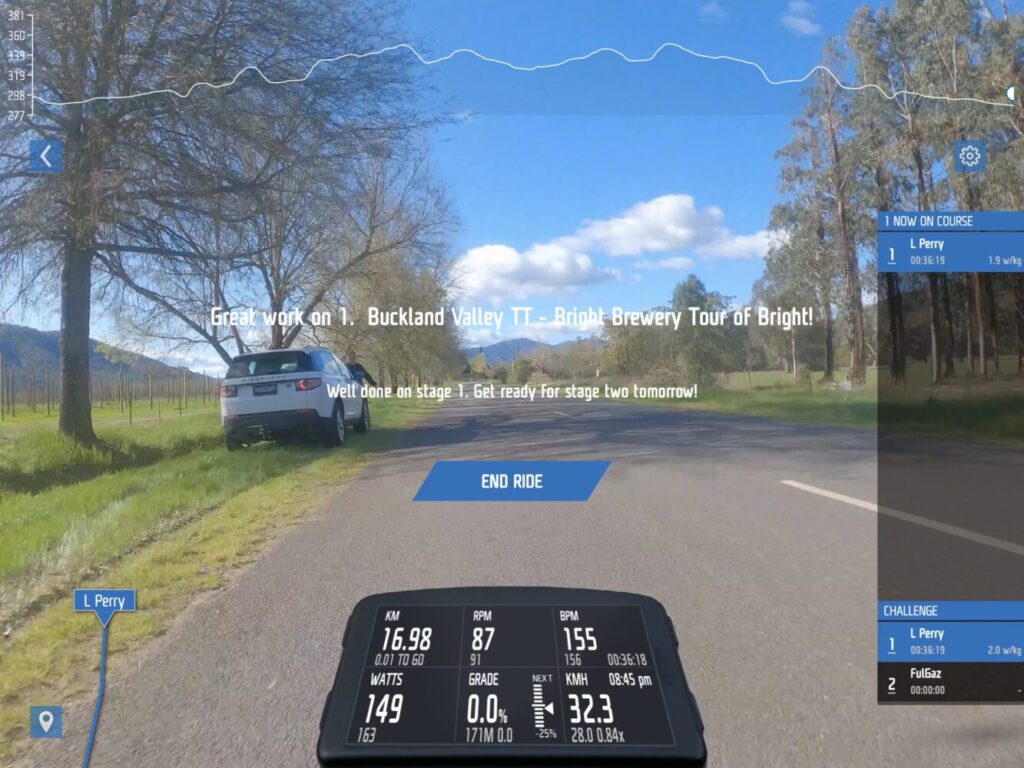 381
360
339
319
298
277
1 NOW ON COURSE
1 L Perry
00:36:19 1.9 w/kg
Great work on 1. Buckland Valley TT - Bright Brewery Tour of Bright!
Well done on stage 1. Get ready for stage two tomorrow!
END RIDE
L Perry
KM RPM BPM
16.98 87 155
0.01 TO GO 91 156 00:36:18
WATTS GRADE NEXT KMH 08:45 pm
149 0.0% 32.3
163 171M 0.0 -25% 28.0 0.84x
CHALLENGE
1 L Perry
00:36:19 2.0 w/kg
2 FulGaz
00:00:00 -